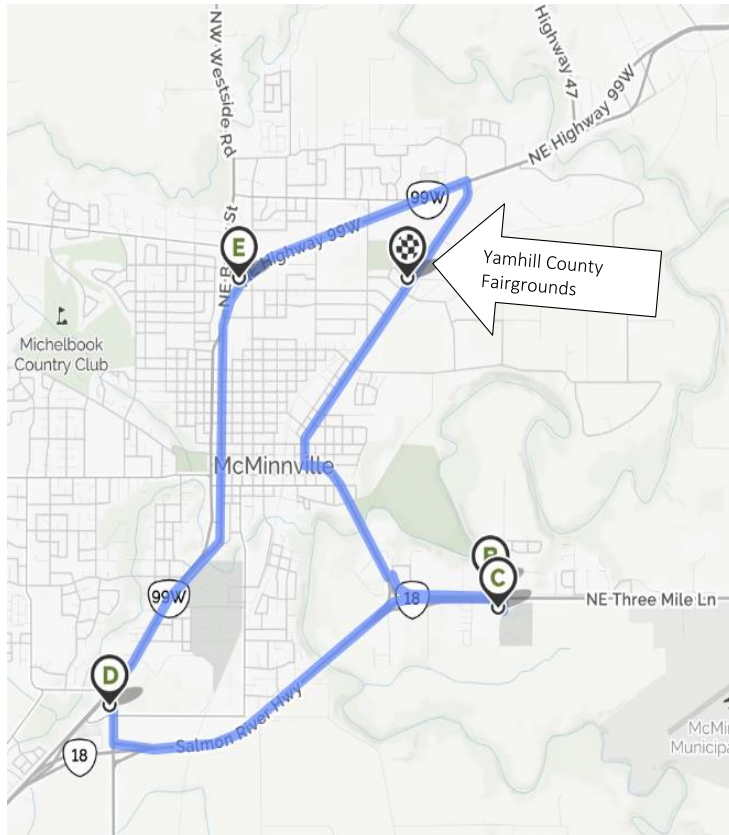 NW Westside Rd
Highway 47
NE Highway 99W
99W
E
NE B St
Highway 99W
Yamhill County
Fairgrounds
Michelbook
Country Club
McMinnville
B
C
99W
18
NE Three Mile Ln
D
Salmon River Hwy
18
McMi
Municipa